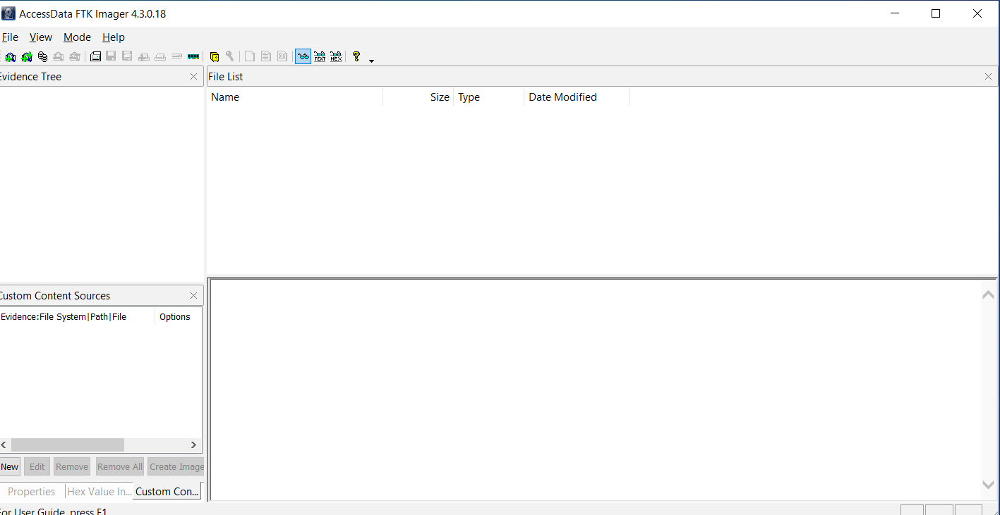 AccessData FTK Imager 4.3.0.18
File View Mode Help
TEXT HEX ?
Evidence Tree
File List
Name Size Type Date Modified
Custom Content Sources
Evidence:File System|Path|File Options
New Edit Remove Remove All Create Image
Properties Hex Value In... Custom Con...
For User Guide, press F1